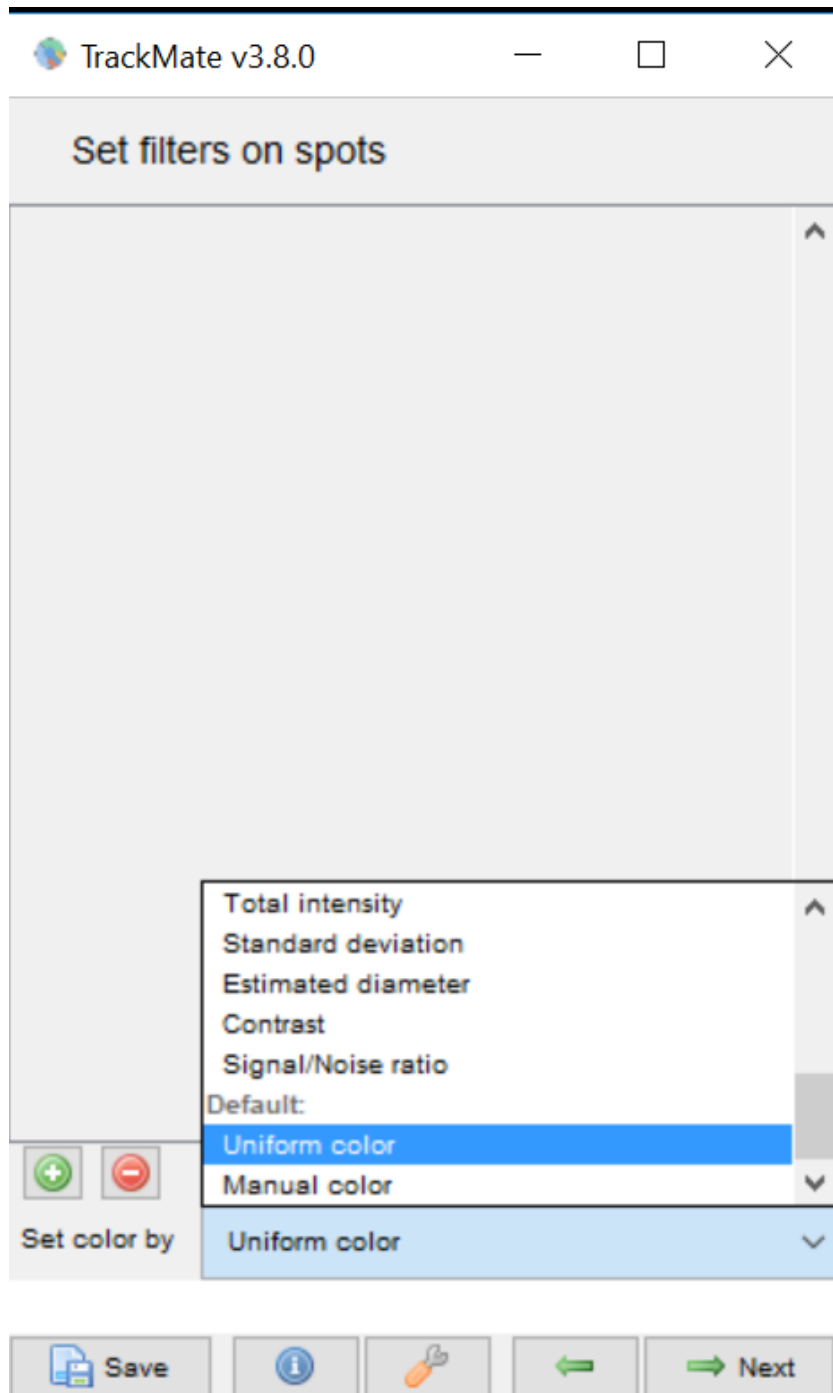 TrackMate v3.8.0
Set filters on spots
Total intensity
Standard deviation
Estimated diameter
Contrast
Signal/Noise ratio
Default:
Uniform color
Manual color
Set color by Uniform color
Save Next